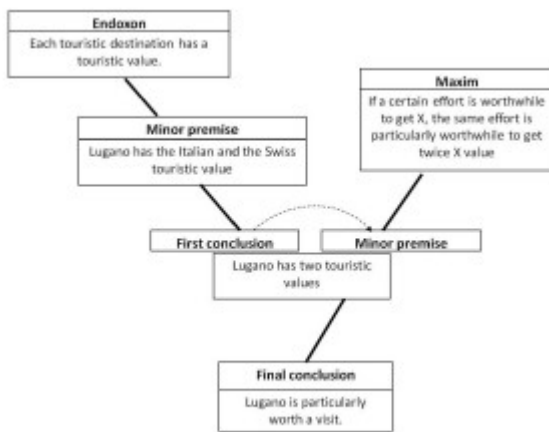 Endoxon
Each touristic destination has a
touristic value.
Maxim
If a certain effort is worthwhile
to get X, the same effort is
particularly worthwhile to get
twice X value
Minor premise
Lugano has the Italian and the Swiss
touristic value
First conclusion
Minor premise
Lugano has two touristic
values
Final conclusion
Lugano is particularly
worth a visit.